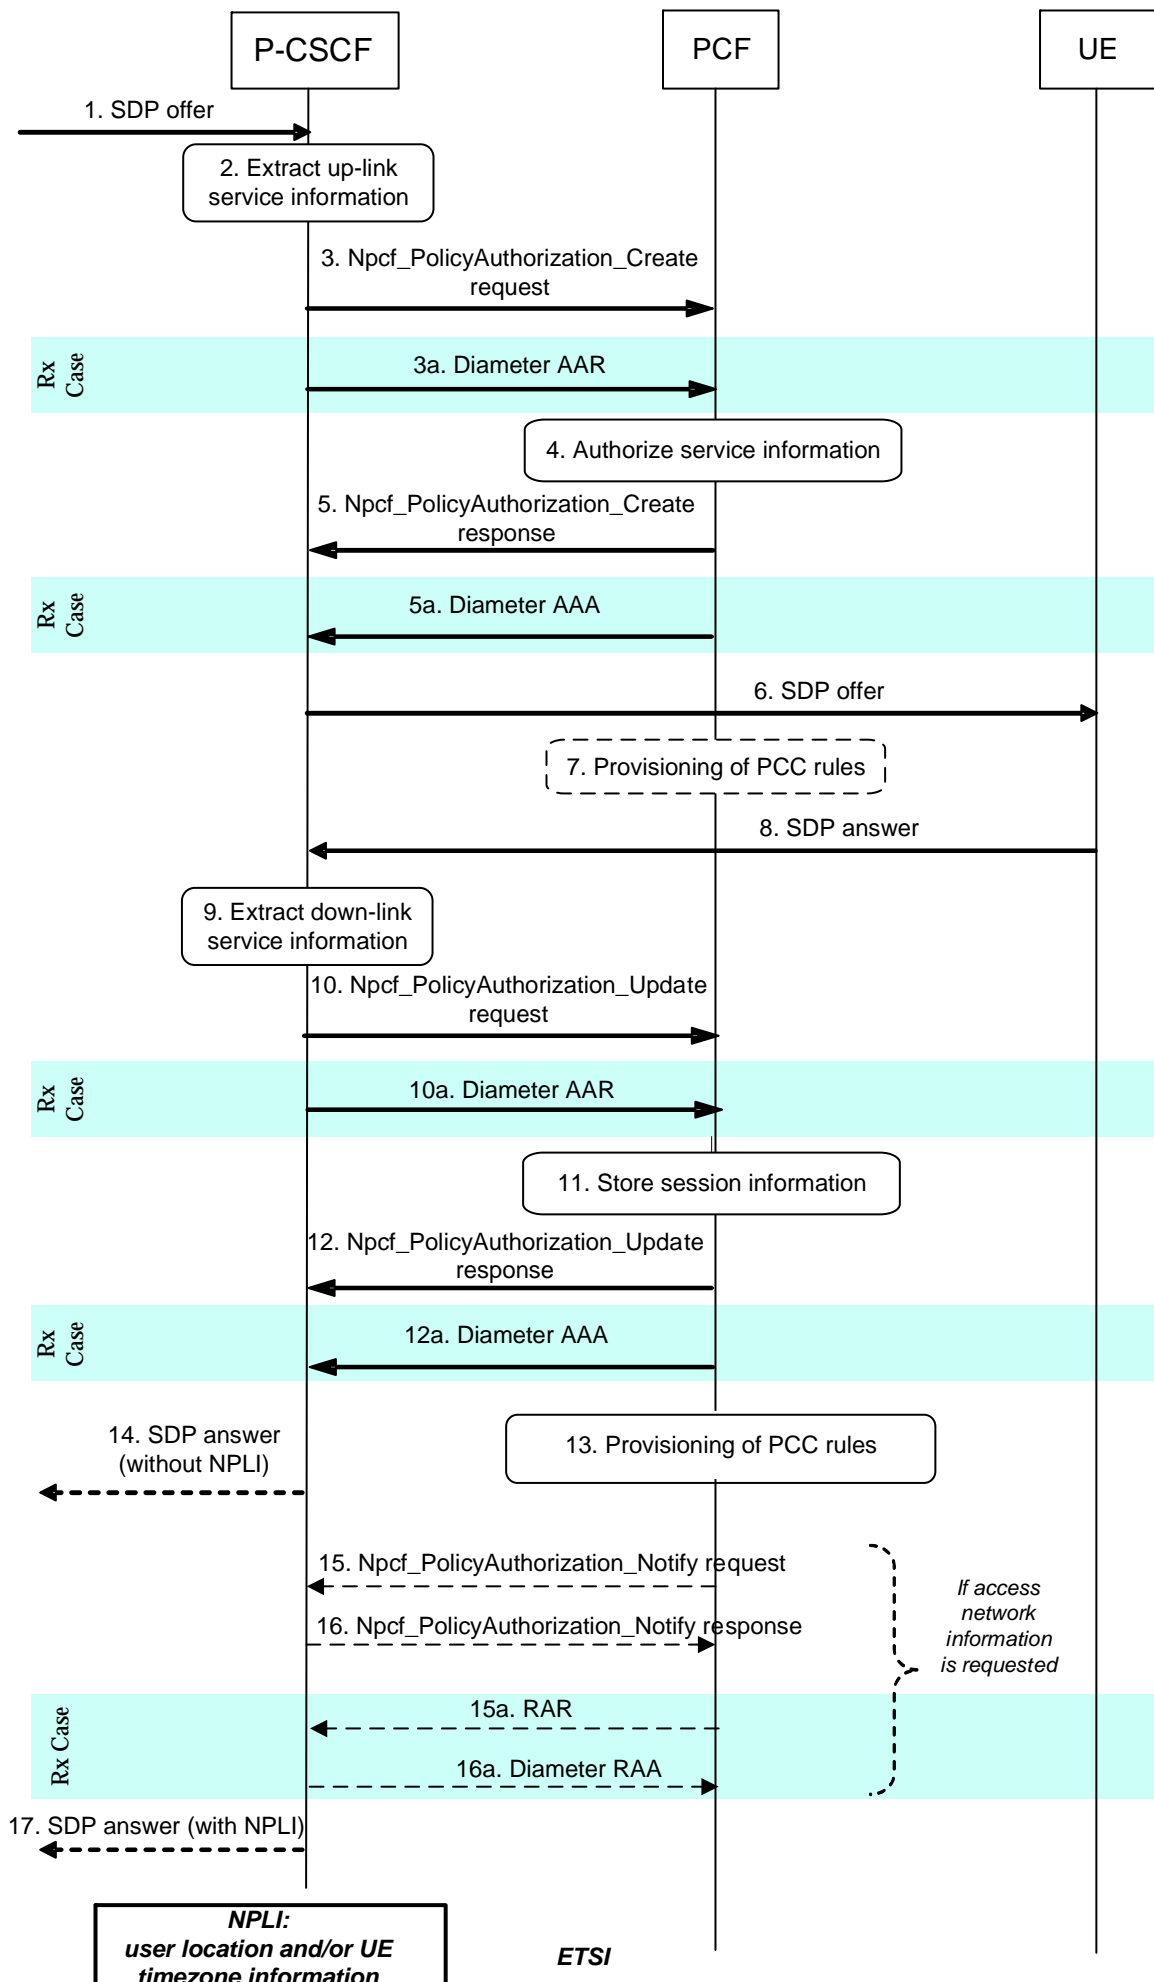 P-CSCF
PCF
UE
1. SDP offer
2. Extract up-link
service information
3. Npcf_PolicyAuthorization_Create
request
Rx
Case
3a. Diameter AAR
4. Authorize service information
5. Npcf_PolicyAuthorization_Create
response
Rx
Case
5a. Diameter AAA
6. SDP offer
7. Provisioning of PCC rules
8. SDP answer
9. Extract down-link
service information
10. Npcf_PolicyAuthorization_Update
request
Rx
Case
10a. Diameter AAR
11. Store session information
12. Npcf_PolicyAuthorization_Update
response
Rx
Case
12a. Diameter AAA
13. Provisioning of PCC rules
14. SDP answer
(without NPLI)
15. Npcf_PolicyAuthorization_Notify request
16. Npcf_PolicyAuthorization_Notify response
If access
network
information
is requested
Rx Case
15a. RAR
16a. Diameter RAA
17. SDP answer (with NPLI)
NPLI:
user location and/or UE
timezone information
ETSI